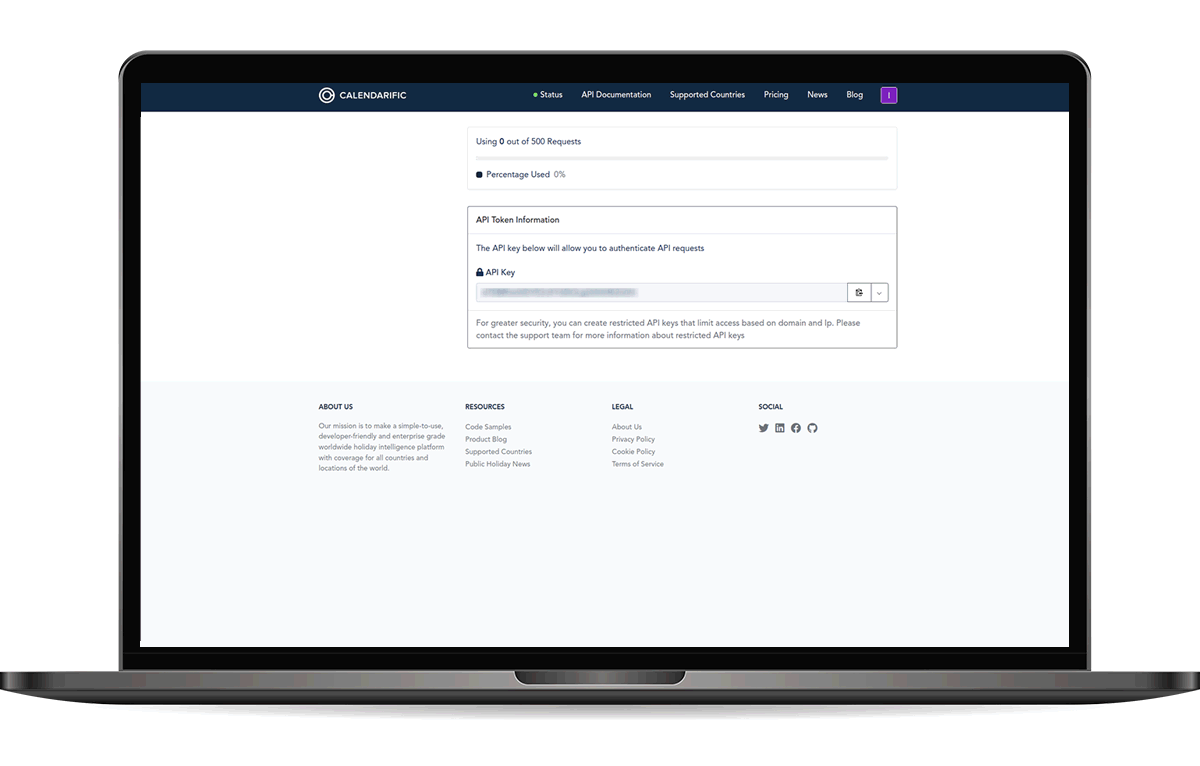 CALENDARIFIC
Status API Documentation Supported Countries Pricing News Blog I
Using 0 out of 500 Requests
Percentage Used 0%
API Token Information
The API key below will allow you to authenticate API requests
API Key
For greater security, you can create restricted API keys that limit access based on domain and Ip. Please
contact the support team for more information about restricted API keys
ABOUT US
Our mission is to make a simple-to-use,
developer-friendly and enterprise grade
worldwide holiday intelligence platform
with coverage for all countries and
locations of the world.
RESOURCES
Code Samples
Product Blog
Supported Countries
Public Holiday News
LEGAL
About Us
Privacy Policy
Cookie Policy
Terms of Service
SOCIAL